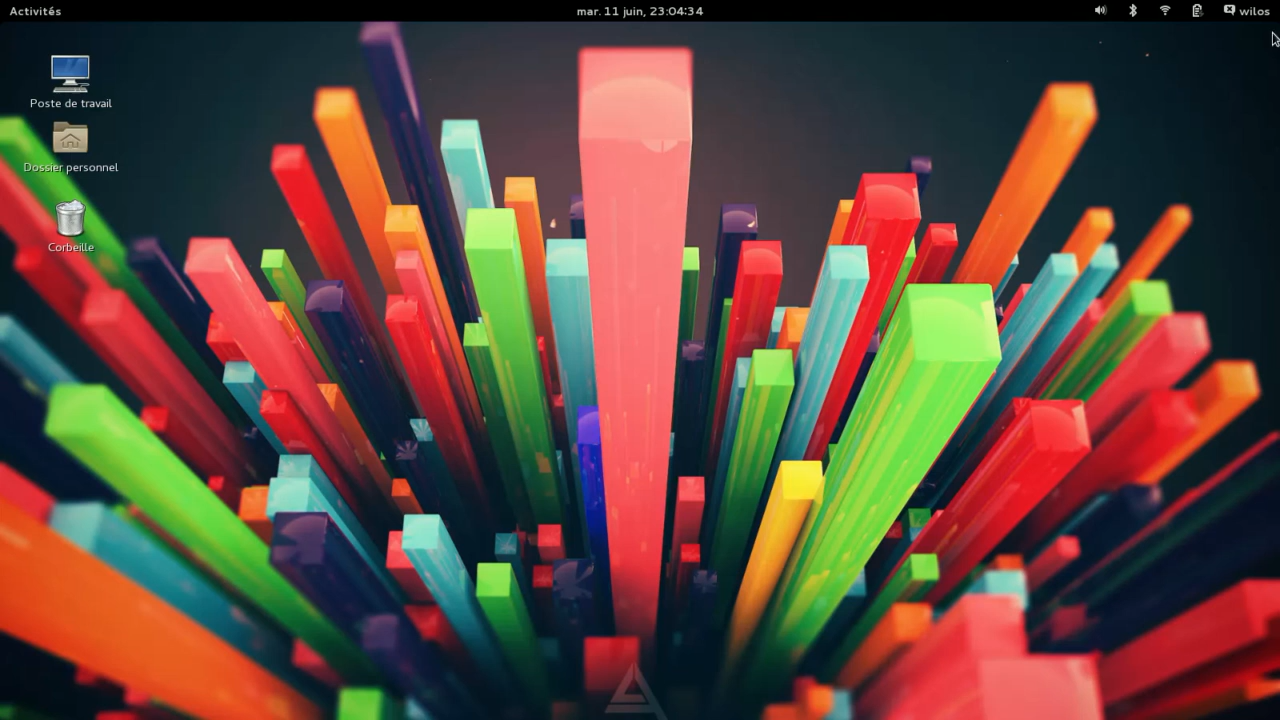 Activités
mar. 11 juin, 23:04:34
wilos
Poste de travail
Dossier personnel
Corbeille